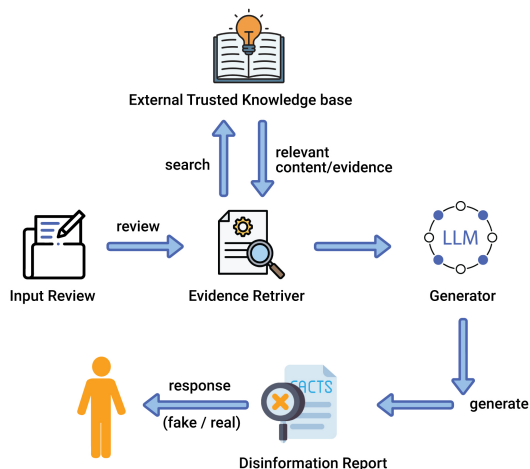 External Trusted Knowledge base
search
relevant
content/evidence
review
LLM
Input Review
Evidence Retriver
Generator
generate
FACTS
response
(fake / real)
Disinformation Report